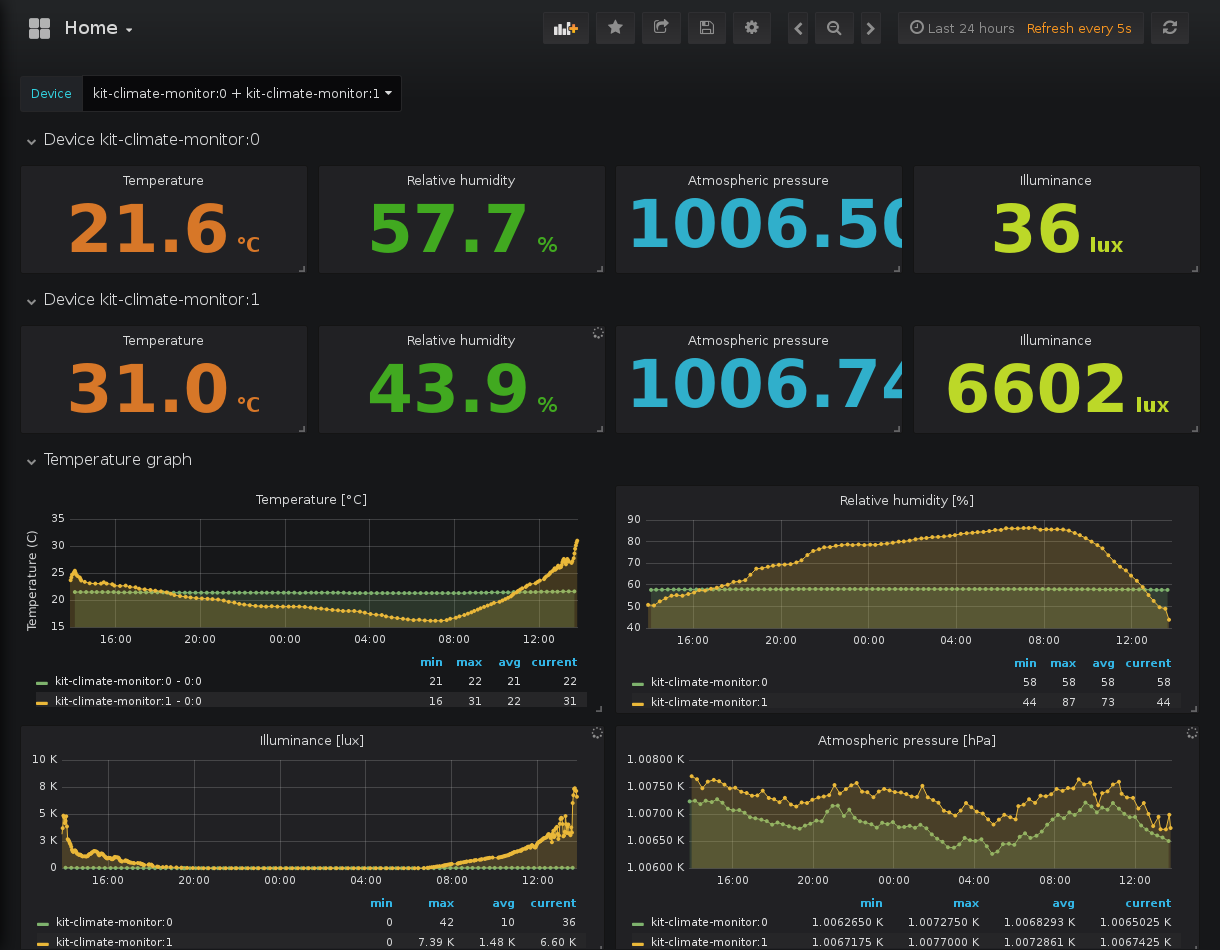 Home
Last 24 hours Refresh every 5s
Device kit-climate-monitor:0 + kit-climate-monitor:1
Device kit-climate-monitor:0
Temperature Relative humidity Atmospheric pressure Illuminance
21.6 °C 57.7 % 1006.50 36 lux
Device kit-climate-monitor:1
Temperature Relative humidity Atmospheric pressure Illuminance
31.0 °C 43.9 % 1006.74 6602 lux
Temperature graph
Temperature [°C]
Temperature (C)
35
30
25
20
15
16:00 20:00 00:00 04:00 08:00 12:00
min max avg current
kit-climate-monitor:0 - 0:0 21 22 21 22
kit-climate-monitor:1 - 0:0 16 31 22 31
Relative humidity [%]
90
80
70
60
50
40
16:00 20:00 00:00 04:00 08:00 12:00
min max avg current
kit-climate-monitor:0 58 58 58 58
kit-climate-monitor:1 44 87 73 44
Illuminance [lux]
10 K
8 K
5 K
3 K
0
16:00 20:00 00:00 04:00 08:00 12:00
min max avg current
kit-climate-monitor:0 0 42 10 36
kit-climate-monitor:1 0 7.39 K 1.48 K 6.60 K
Atmospheric pressure [hPa]
1.00800 K
1.00750 K
1.00700 K
1.00650 K
1.00600 K
16:00 20:00 00:00 04:00 08:00 12:00
min max avg current
kit-climate-monitor:0 1.0062650 K 1.0072750 K 1.0068293 K 1.0065025 K
kit-climate-monitor:1 1.0067175 K 1.0077000 K 1.0072861 K 1.0067425 K